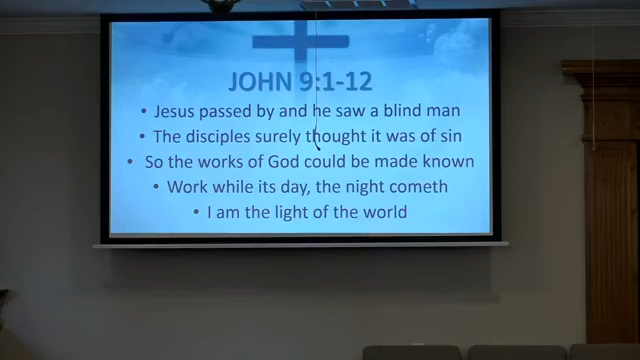 JOHN 9:1-12
• Jesus passed by and he saw a blind man
• The disciples surely thought it was of sin
• So the works of God could be made known
• Work while its day, the night cometh
• I am the light of the world